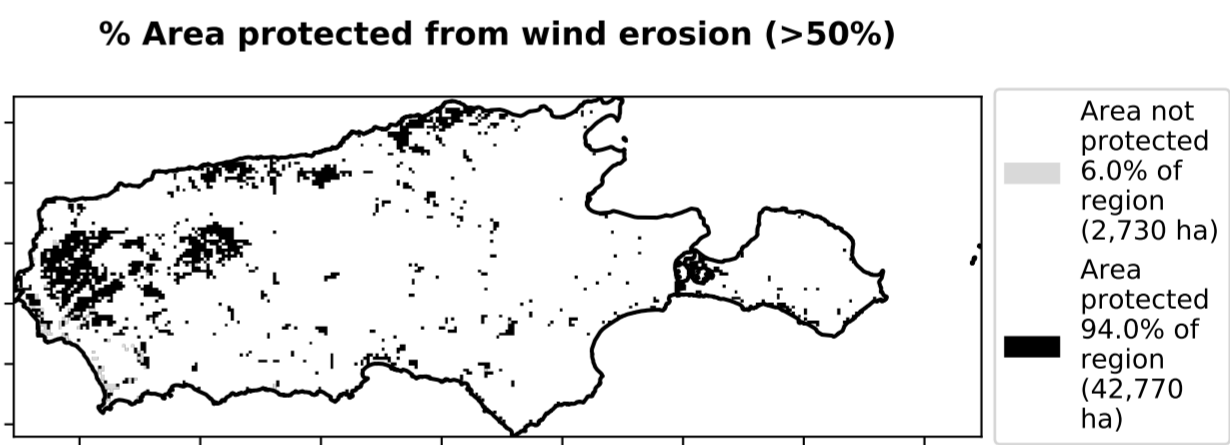 % Area protected from wind erosion (>50%)
Area not
protected
6.0% of
region
(2,730 ha)
Area
protected
94.0% of
region
(42,770
ha)